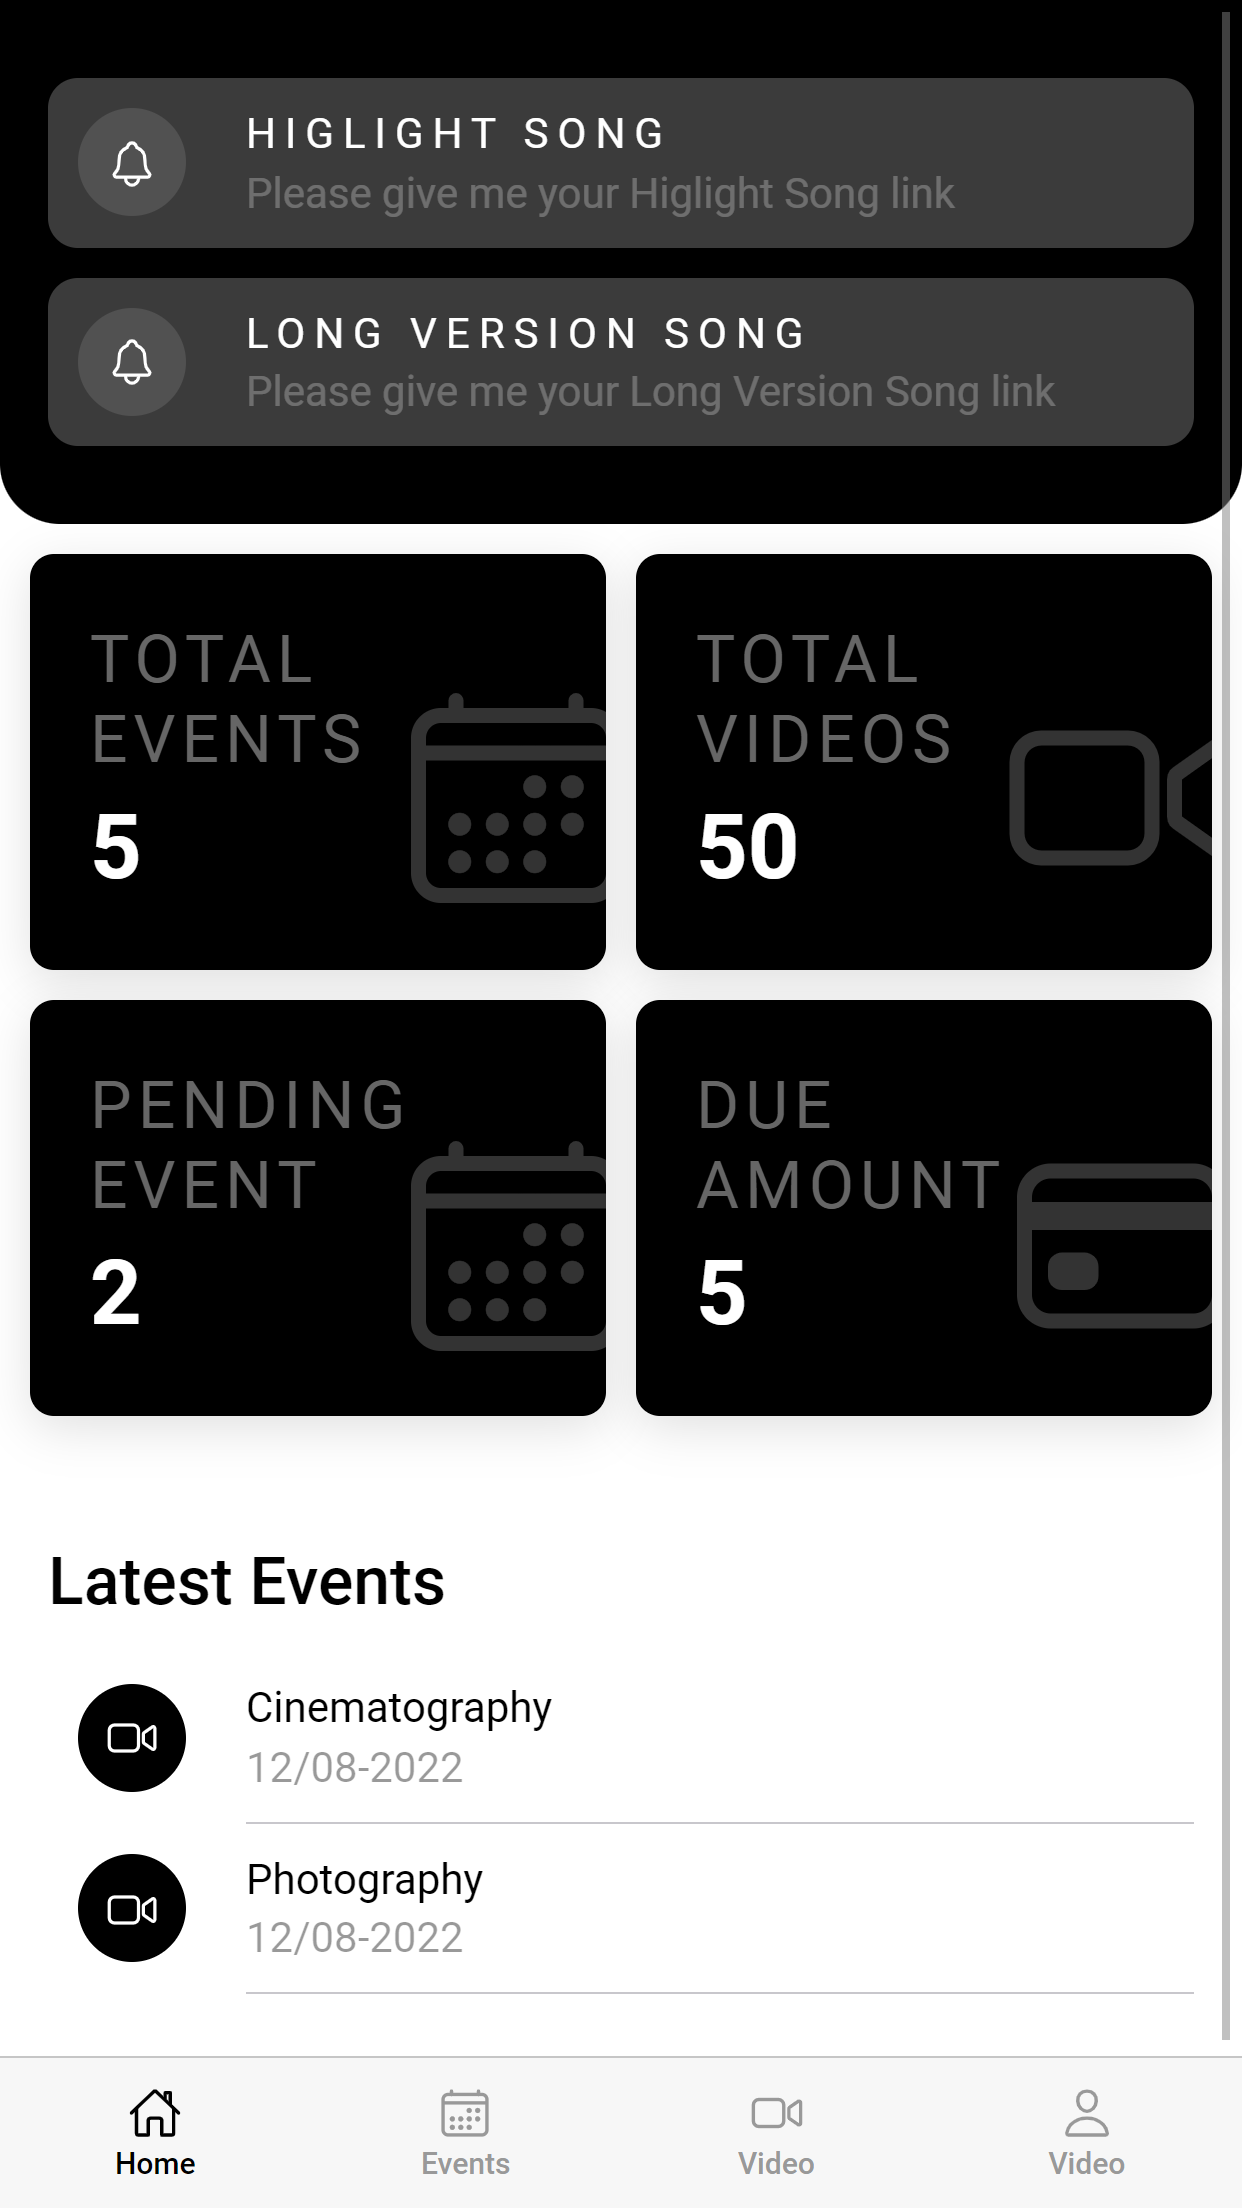 HIGLIGHT SONG
Please give me your Higlight Song link
LONG VERSION SONG
Please give me your Long Version Song link
TOTAL
EVENTS
5
TOTAL
VIDEOS
50
PENDING
EVENT
2
DUE
AMOUNT
5
Latest Events
Cinematography
12/08-2022
Photography
12/08-2022
Home
Events
Video
Video